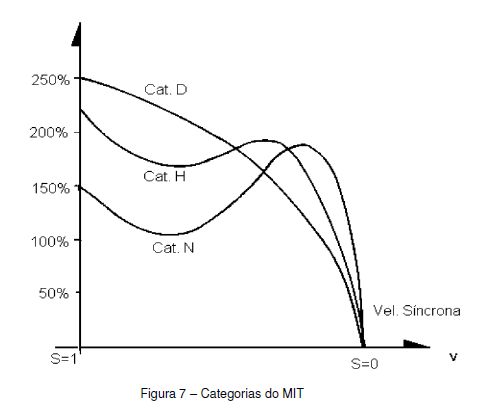 250%
Cat. D
200%
Cat. H
150%
Cat. N
100%
50%
Vel. Síncrona
S=1
S=0
v
Figura 7 – Categorias do MIT